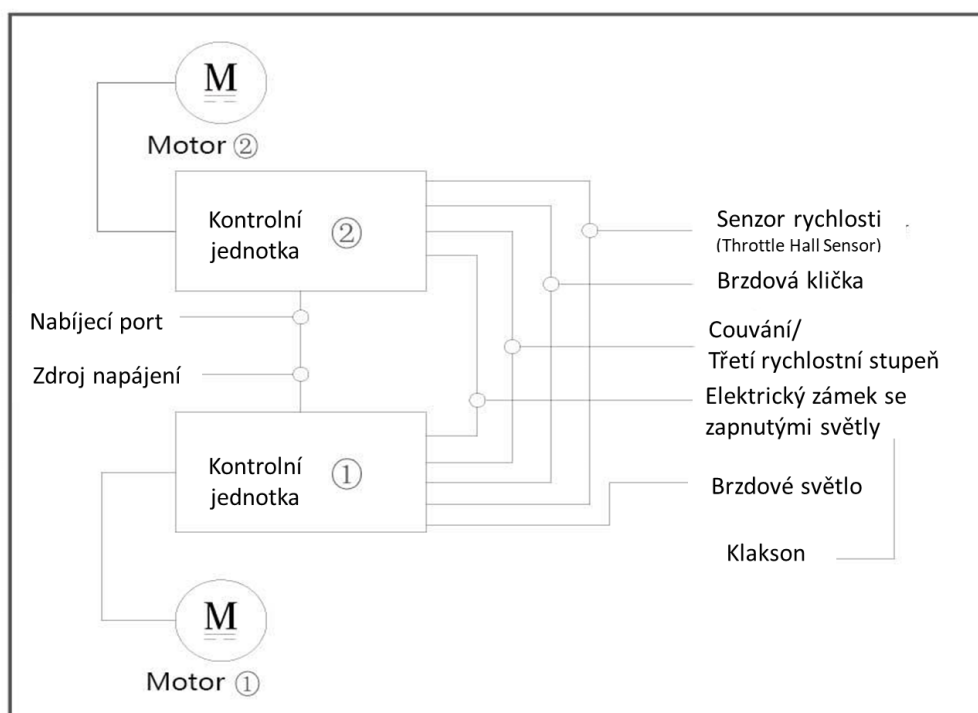 M
Motor ②
Kontrolní
jednotka ②
Senzor rychlosti
(Throttle Hall Sensor)
Brzdová klička
Nabíjecí port
Couvání/
Třetí rychlostní stupeň
Zdroj napájení
Elektrický zámek se
zapnutými světly
Kontrolní
jednotka ①
Brzdové světlo
Klakson
M
Motor ①